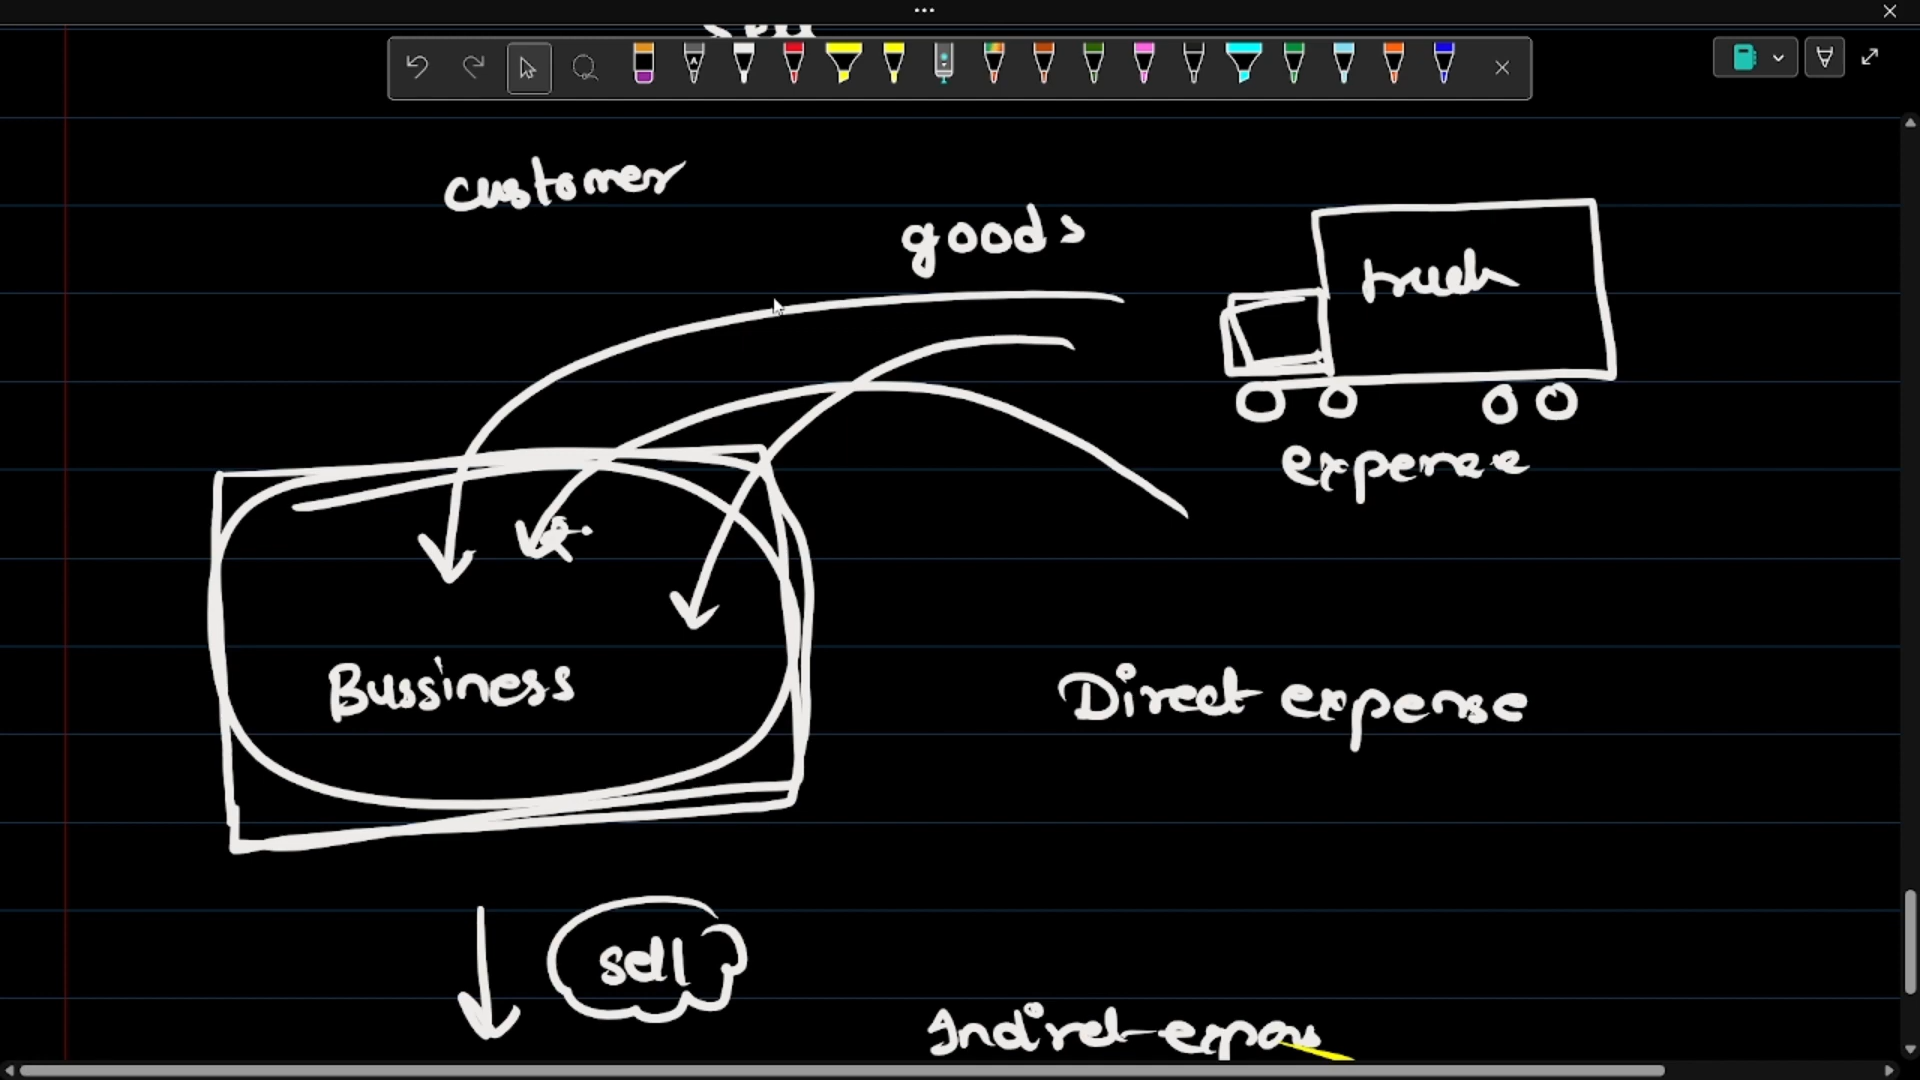 customer
goods
truck
expense
Bussiness
Direct expense
sell